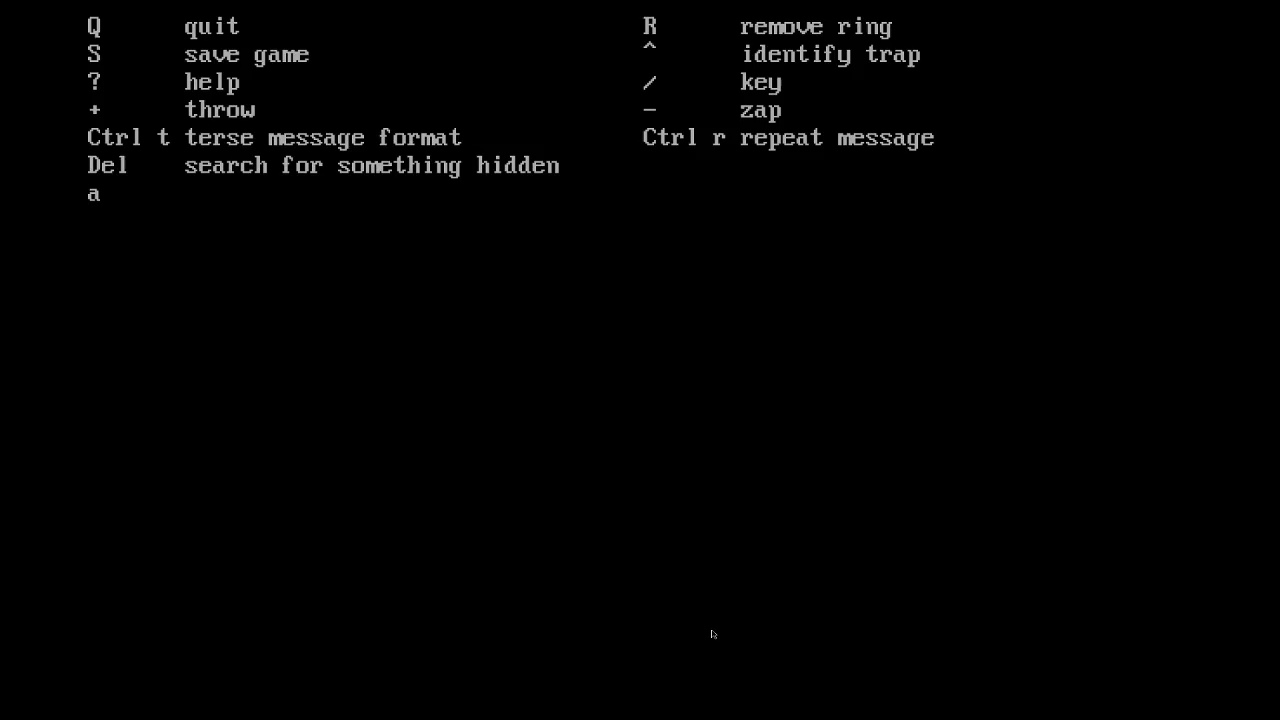 Q      quit                             R      remove ring
S      save game                        ^      identify trap
?      help                             /      key
+      throw                            -      zap
Ctrl t terse message format             Ctrl r repeat message
Del    search for something hidden
a